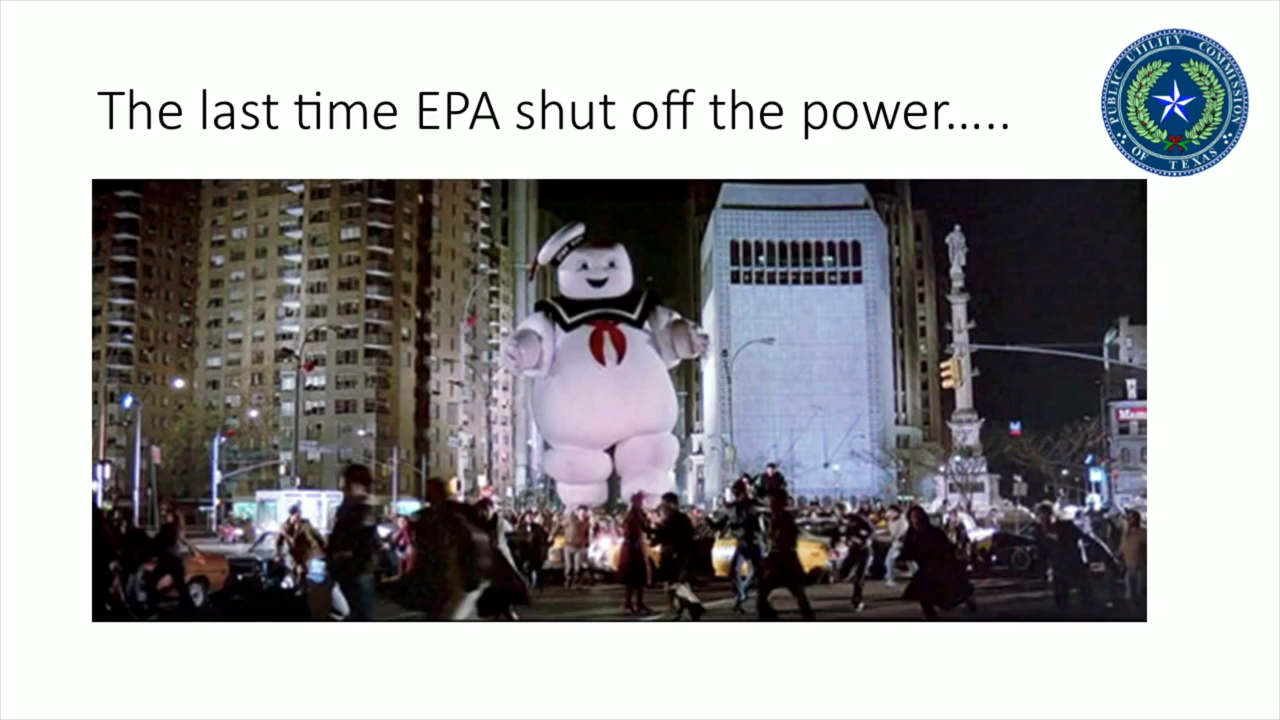 The last time EPA shut off the power.....
PUBLIC UTILITY COMMISSION
OF TEXAS